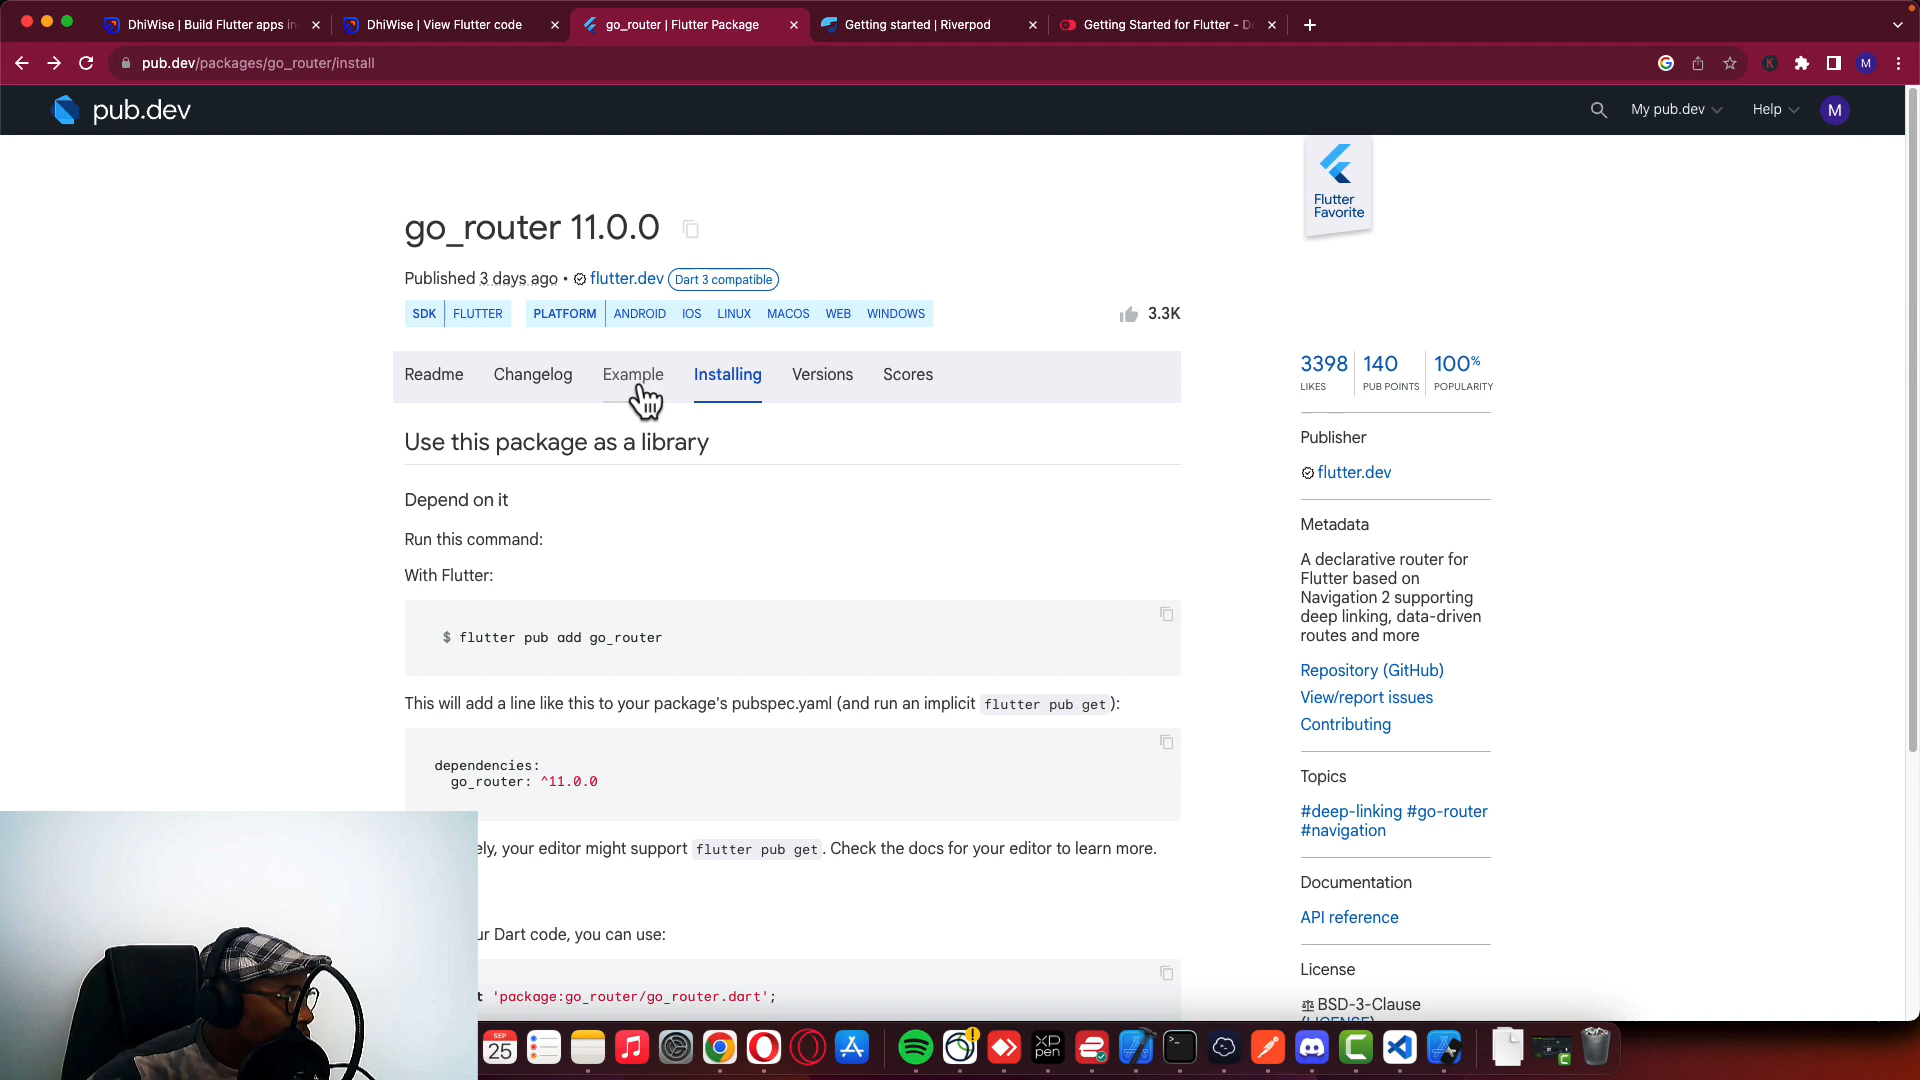 DhiWise | Build Flutter apps in
DhiWise | View Flutter code
go_router | Flutter Package
Getting started | Riverpod
Getting Started for Flutter - Do
pub.dev/packages/go_router/install
K
M
pub.dev
My pub.dev
Help
M
Flutter
Favorite
go_router 11.0.0
Published 3 days ago • flutter.dev Dart 3 compatible
SDK FLUTTER PLATFORM ANDROID IOS LINUX MACOS WEB WINDOWS
3.3K
Readme Changelog Example Installing Versions Scores
3398 140 100%
LIKES PUB POINTS POPULARITY
Use this package as a library
Depend on it
Run this command:
With Flutter:
$ flutter pub add go_router
This will add a line like this to your package's pubspec.yaml (and run an implicit flutter pub get):
dependencies:
go_router: ^11.0.0
ely, your editor might support flutter pub get. Check the docs for your editor to learn more.
ur Dart code, you can use:
t 'package:go_router/go_router.dart';
Publisher
flutter.dev
Metadata
A declarative router for
Flutter based on
Navigation 2 supporting
deep linking, data-driven
routes and more
Repository (GitHub)
View/report issues
Contributing
Topics
#deep-linking #go-router
#navigation
Documentation
API reference
License
BSD-3-Clause
(LICENSE)
SEP
25
XP
pen